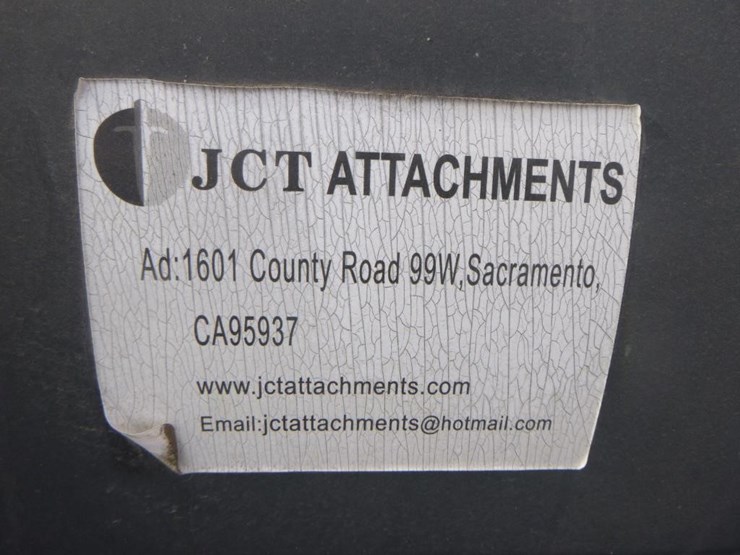 JCT ATTACHMENTS
Ad:1601 County Road 99W,Sacramento,
CA95937
www.jctattachments.com
Email:jctattachments@hotmail.com